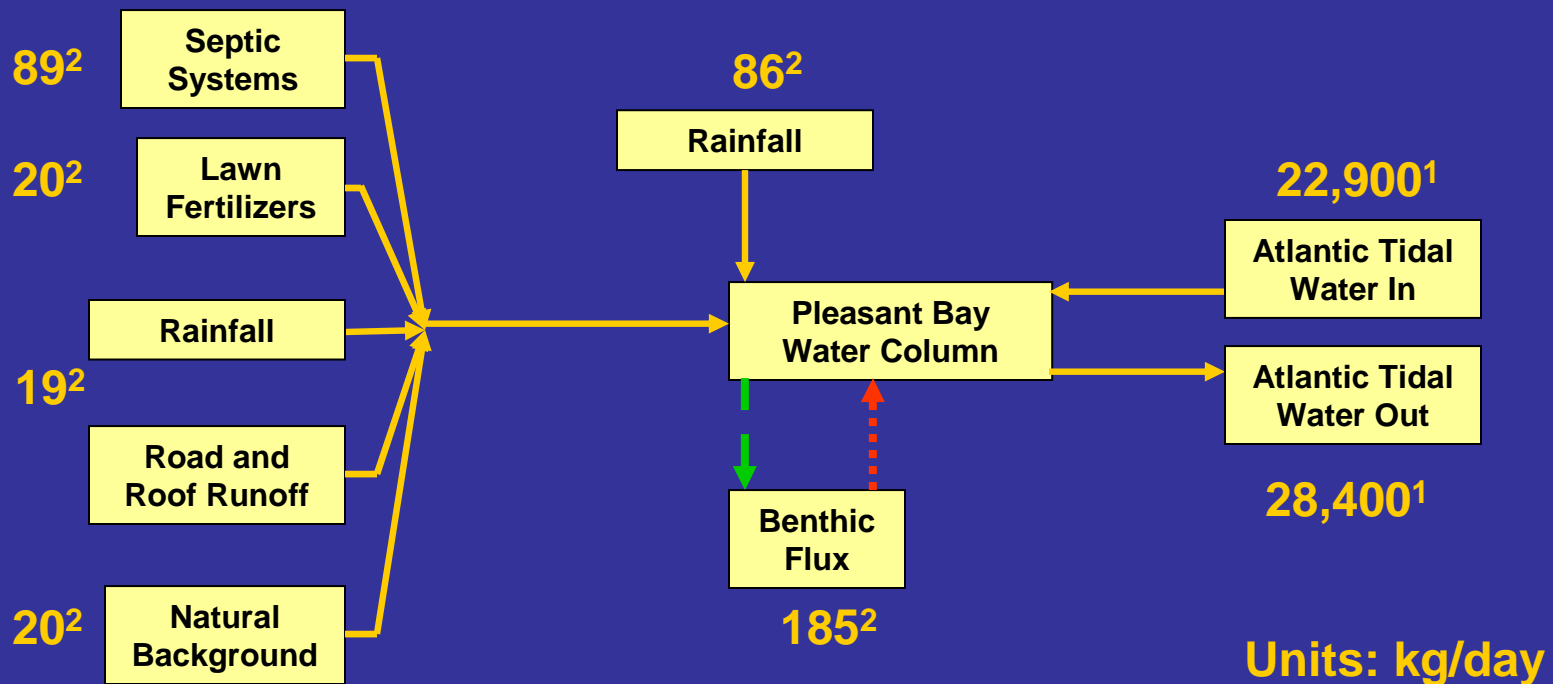 89²
Septic
Systems
20²
Lawn
Fertilizers
Rainfall
19²
Road and
Roof Runoff
20²
Natural
Background
86²
Rainfall
Pleasant Bay
Water Column
Benthic
Flux
185²
22,900¹
Atlantic Tidal
Water In
Atlantic Tidal
Water Out
28,400¹
Units: kg/day